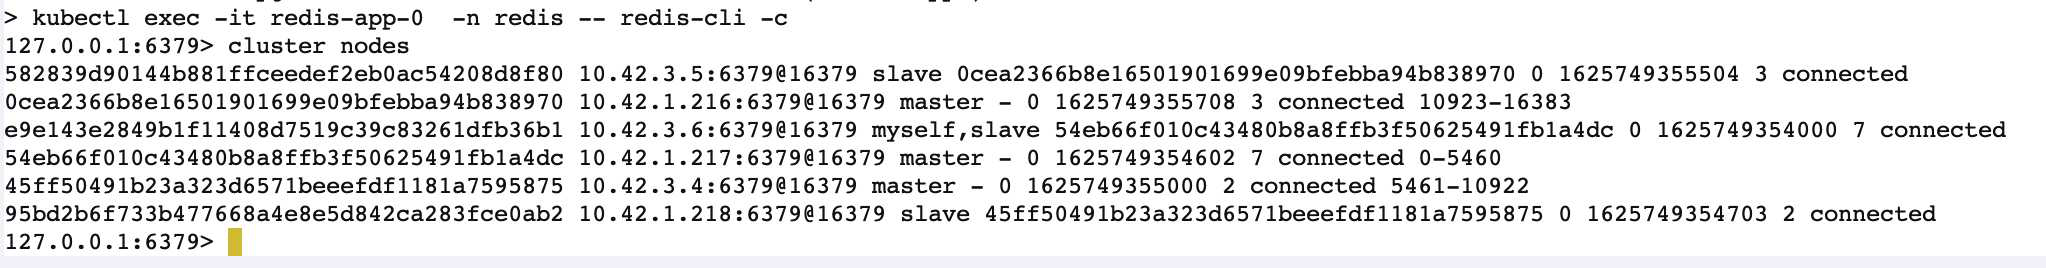 > kubectl exec -it redis-app-0  -n redis -- redis-cli -c
127.0.0.1:6379> cluster nodes
582839d90144b881ffceedef2eb0ac54208d8f80 10.42.3.5:6379@16379 slave 0cea2366b8e16501901699e09bfebba94b838970 0 1625749355504 3 connected
0cea2366b8e16501901699e09bfebba94b838970 10.42.1.216:6379@16379 master - 0 1625749355708 3 connected 10923-16383
e9e143e2849b1f11408d7519c39c83261dfb36b1 10.42.3.6:6379@16379 myself,slave 54eb66f010c43480b8a8ffb3f50625491fb1a4dc 0 1625749354000 7 connected
54eb66f010c43480b8a8ffb3f50625491fb1a4dc 10.42.1.217:6379@16379 master - 0 1625749354602 7 connected 0-5460
45ff50491b23a323d6571beeefdf1181a7595875 10.42.3.4:6379@16379 master - 0 1625749355000 2 connected 5461-10922
95bd2b6f733b477668a4e8e5d842ca283fce0ab2 10.42.1.218:6379@16379 slave 45ff50491b23a323d6571beeefdf1181a7595875 0 1625749354703 2 connected
127.0.0.1:6379>